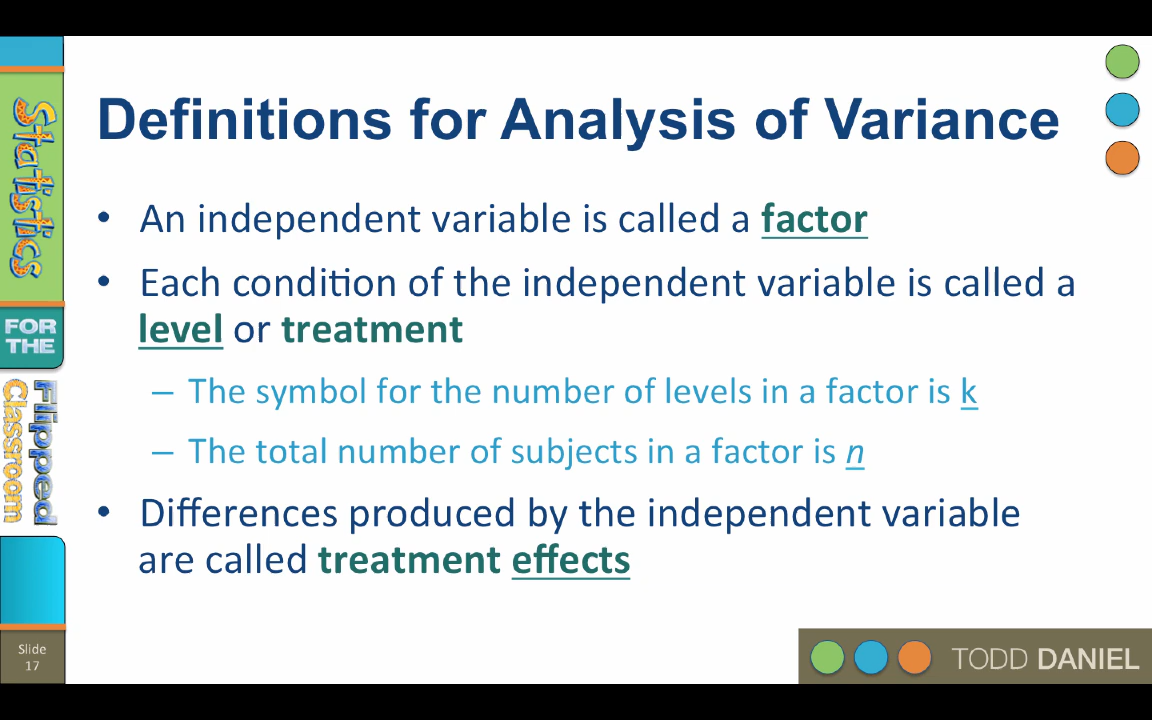 Statistics
FOR
THE
Flipped
Classroom
Slide
17
Definitions for Analysis of Variance
• An independent variable is called a factor
• Each condition of the independent variable is called a
level or treatment
– The symbol for the number of levels in a factor is k
– The total number of subjects in a factor is n
• Differences produced by the independent variable
are called treatment effects
TODD DANIEL